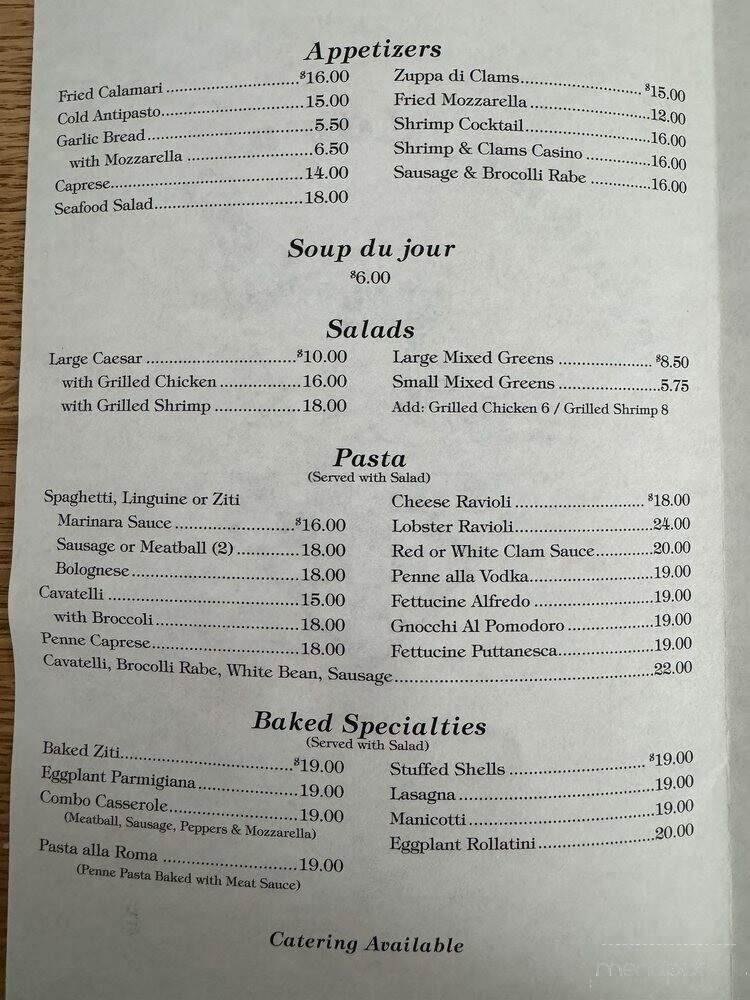 Appetizers
Fried Calamari ........................... $16.00
Cold Antipasto ........................... 15.00
Garlic Bread ........................... 5.50
with Mozzarella ........................... 6.50
Caprese ........................... 14.00
Seafood Salad ........................... 18.00
Zuppa di Clams ........................... $15.00
Fried Mozzarella ........................... 12.00
Shrimp Cocktail ........................... 16.00
Shrimp & Clams Casino ............. 16.00
Sausage & Brocolli Rabe ............. 16.00
Soup du jour
$6.00
Salads
Large Caesar ........................... $10.00
with Grilled Chicken ................. 16.00
with Grilled Shrimp ................. 18.00
Large Mixed Greens .................. $8.50
Small Mixed Greens .................. 5.75
Add: Grilled Chicken 6 / Grilled Shrimp 8
Pasta
(Served with Salad)
Spaghetti, Linguine or Ziti
Marinara Sauce ...................... $16.00
Sausage or Meatball (2) ............ 18.00
Bolognese ........................... 18.00
Cavatelli ........................... 15.00
with Broccoli ........................... 18.00
Penne Caprese ........................... 18.00
Cavatelli, Brocolli Rabe, White Bean, Sausage ........................... 22.00
Cheese Ravioli ........................ $18.00
Lobster Ravioli ........................ 24.00
Red or White Clam Sauce ........... 20.00
Penne alla Vodka ...................... 19.00
Fettucine Alfredo ...................... 19.00
Gnocchi Al Pomodoro ................ 19.00
Fettucine Puttanesca ................. 19.00
Baked Specialties
(Served with Salad)
Baked Ziti ........................... $19.00
Eggplant Parmigiana ................. 19.00
Combo Casserole ...................... 19.00
(Meatball, Sausage, Peppers & Mozzarella)
Pasta alla Roma ........................ 19.00
(Penne Pasta Baked with Meat Sauce)
Stuffed Shells ........................ $19.00
Lasagna ........................... 19.00
Manicotti ........................... 19.00
Eggplant Rollatini ...................... 20.00
Catering Available